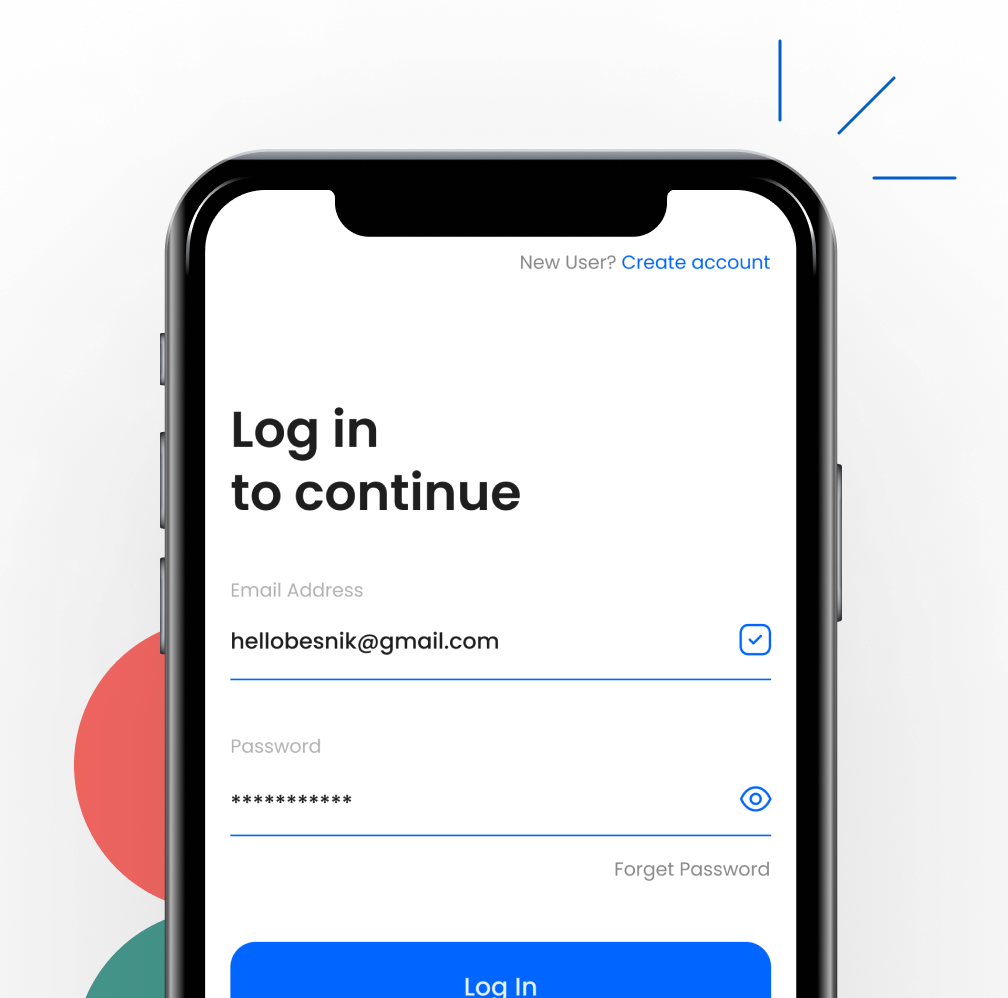 New User? Create account
Log in
to continue
Email Address
hellobesnik@gmail.com
Password
***********
Forget Password
Log In